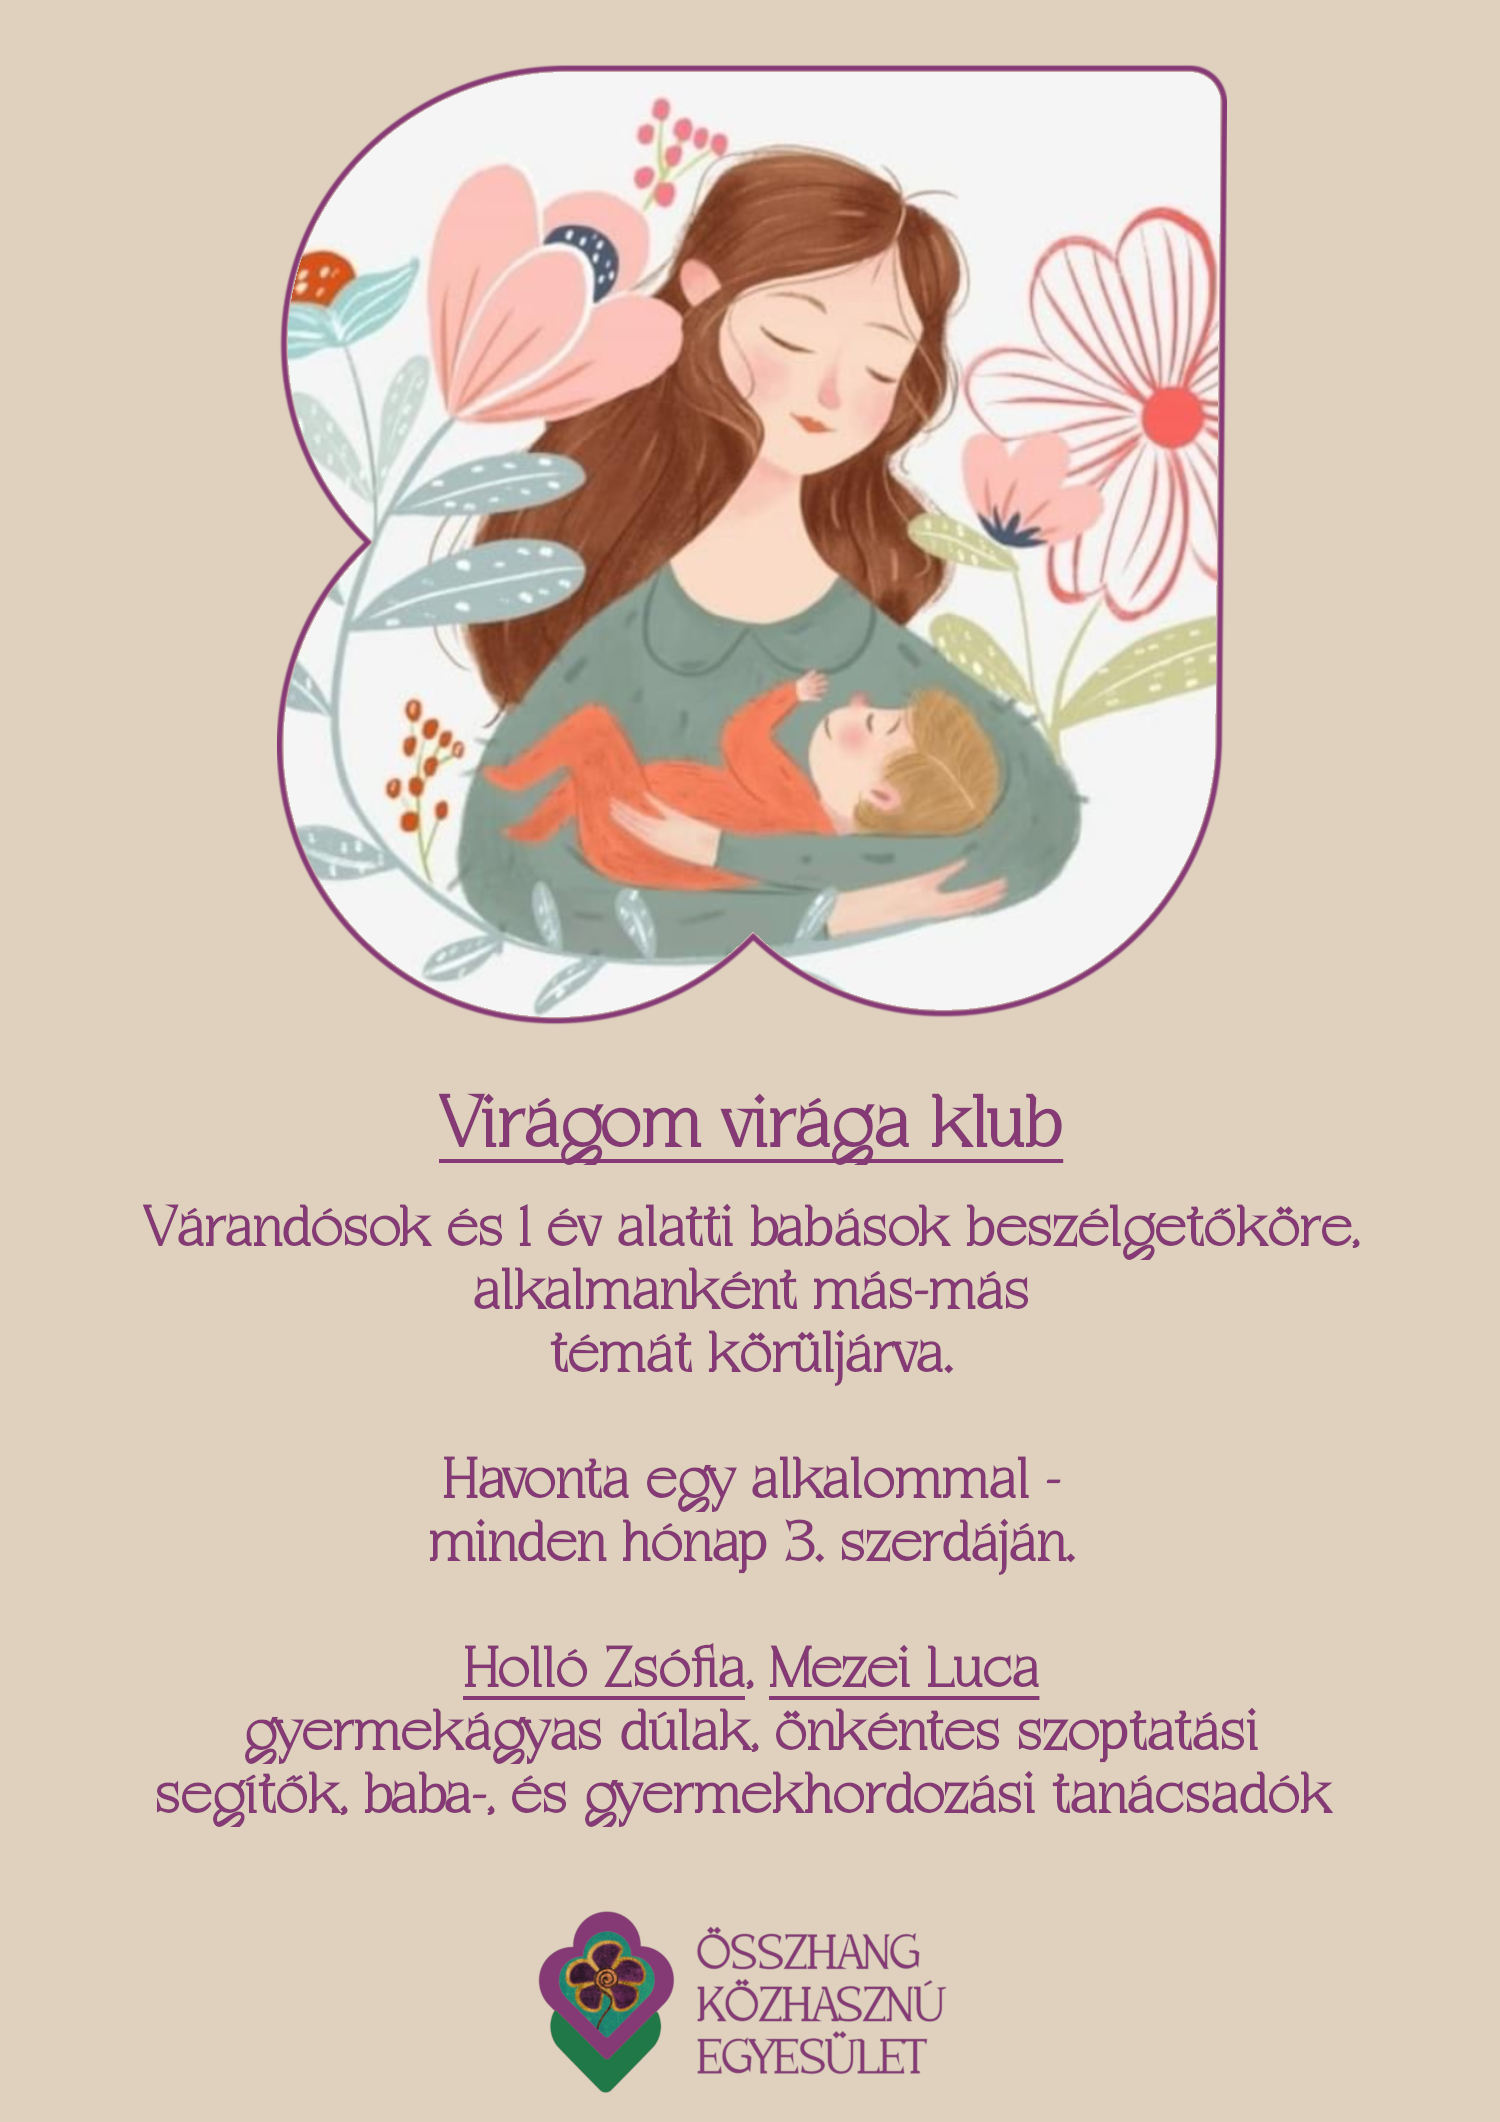 Virágom virága klub
Várandósok és 1 év alatti babások beszélgetőköre,
alkalmanként más-más
témát körüljárva.
Havonta egy alkalommal -
minden hónap 3. szerdáján.
Holló Zsófia, Mezei Luca
gyermekágyas dúlak, önkéntes szoptatási
segítők, baba-, és gyermekhordozási tanácsadók
ÖSSZHANG
KÖZHASZNÚ
EGYESÜLET